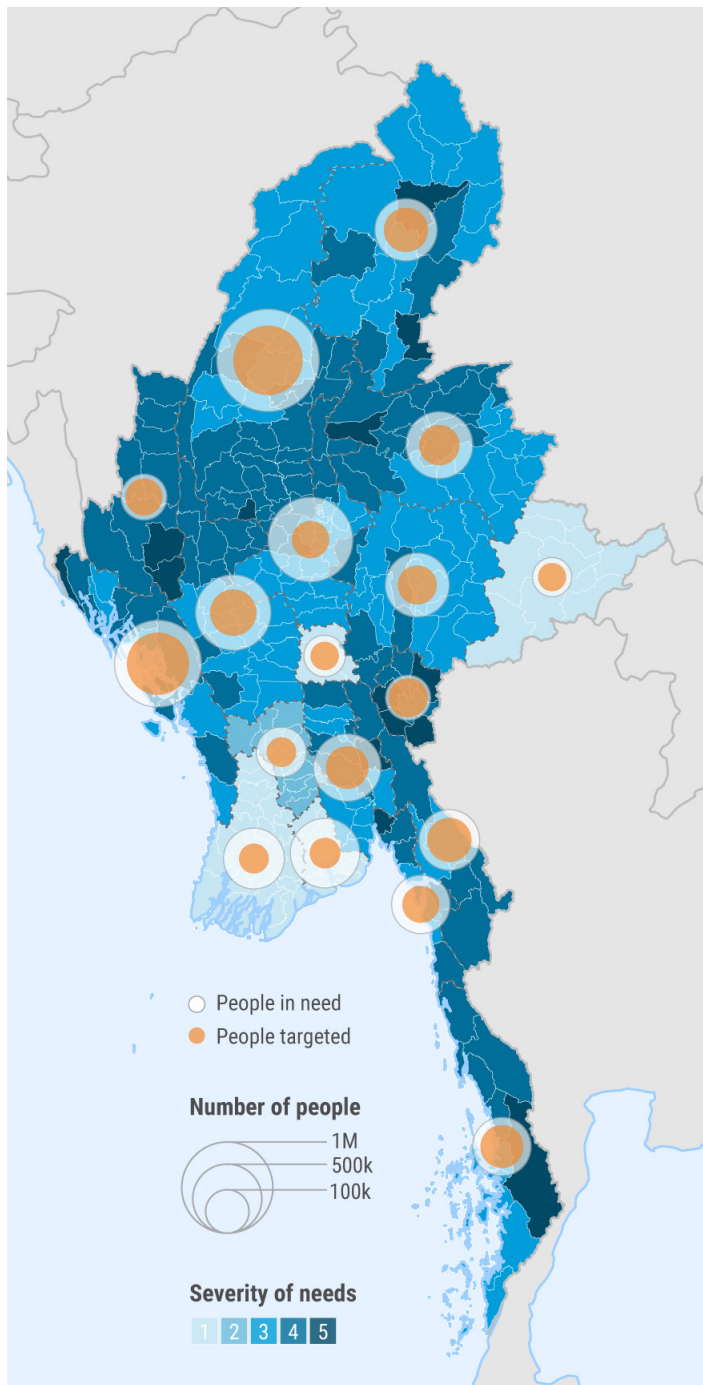 People in need
People targeted
Number of people
1M
500k
100k
Severity of needs
1 2 3 4 5